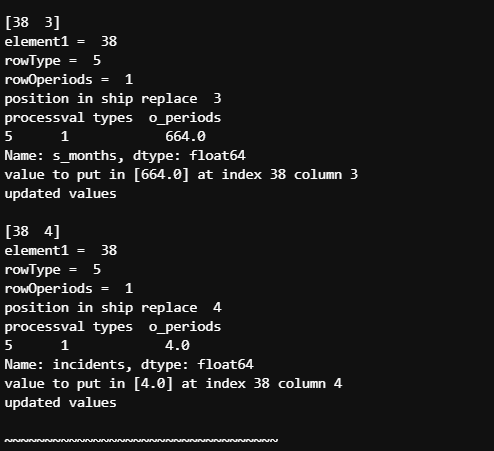 [38  3]
element1 =  38
rowType =  5
rowOperiods =  1
position in ship replace  3
processval types  o_periods
5      1            664.0
Name: s_months, dtype: float64
value to put in [664.0] at index 38 column 3
updated values
[38  4]
element1 =  38
rowType =  5
rowOperiods =  1
position in ship replace  4
processval types  o_periods
5      1            4.0
Name: incidents, dtype: float64
value to put in [4.0] at index 38 column 4
updated values
~~~~~~~~~~~~~~~~~~~~~~~~~~~~~~~~~~